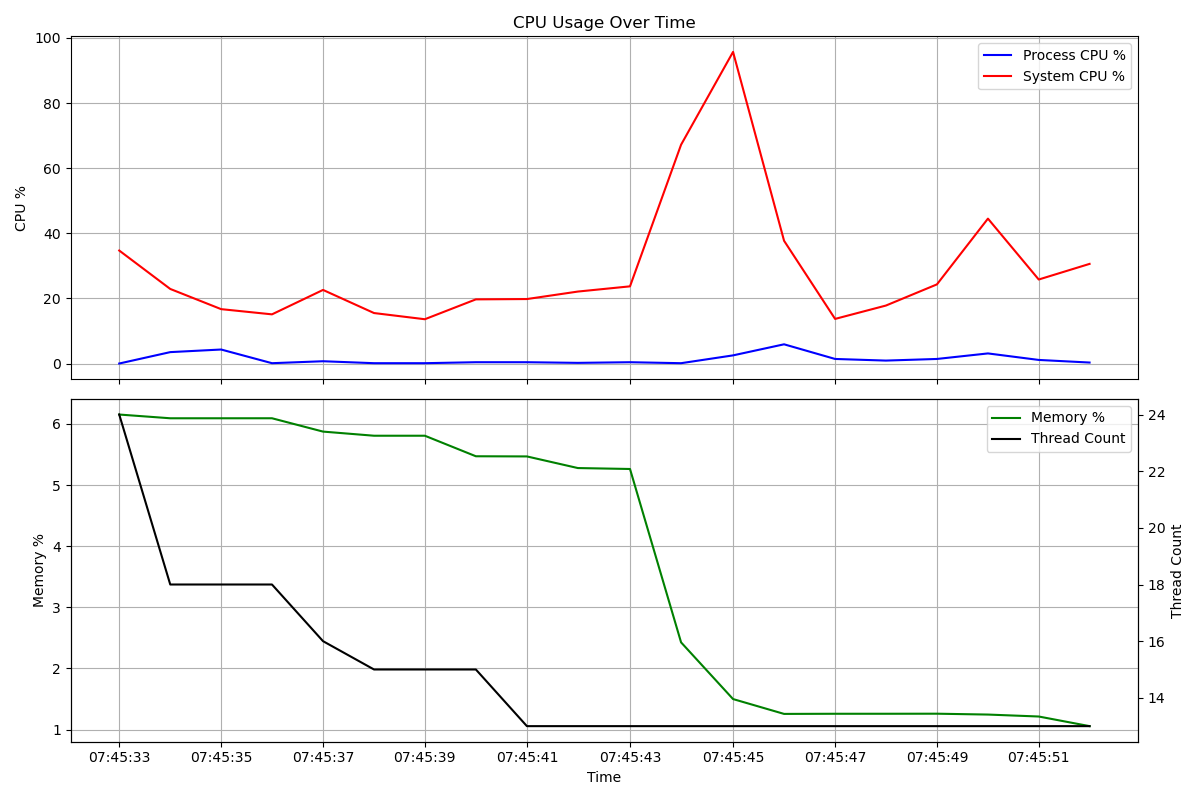 CPU Usage Over Time
100
80
60
40
20
0
CPU %
Process CPU %
System CPU %
6
5
4
3
2
1
Memory %
Memory %
Thread Count
24
22
20
18
16
14
Thread Count
07:45:33 07:45:35 07:45:37 07:45:39 07:45:41 07:45:43 07:45:45 07:45:47 07:45:49 07:45:51
Time